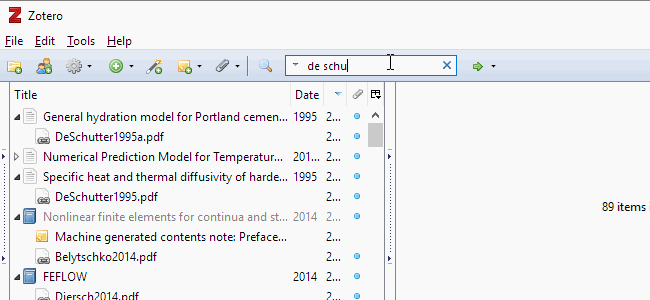 Zotero
File Edit Tools Help
de schu
Title Date
General hydration model for Portland cemen... 1995 2...
DeSchutter1995a.pdf 2...
Numerical Prediction Model for Temperatur... 201... 2...
Specific heat and thermal diffusivity of harde... 1995 2...
DeSchutter1995.pdf 2...
Nonlinear finite elements for continua and st... 2014 2...
Machine generated contents note: Preface... 2...
Belytschko2014.pdf 2...
FEFLOW 2014 2...
Diersch2014.pdf 2...
89 items